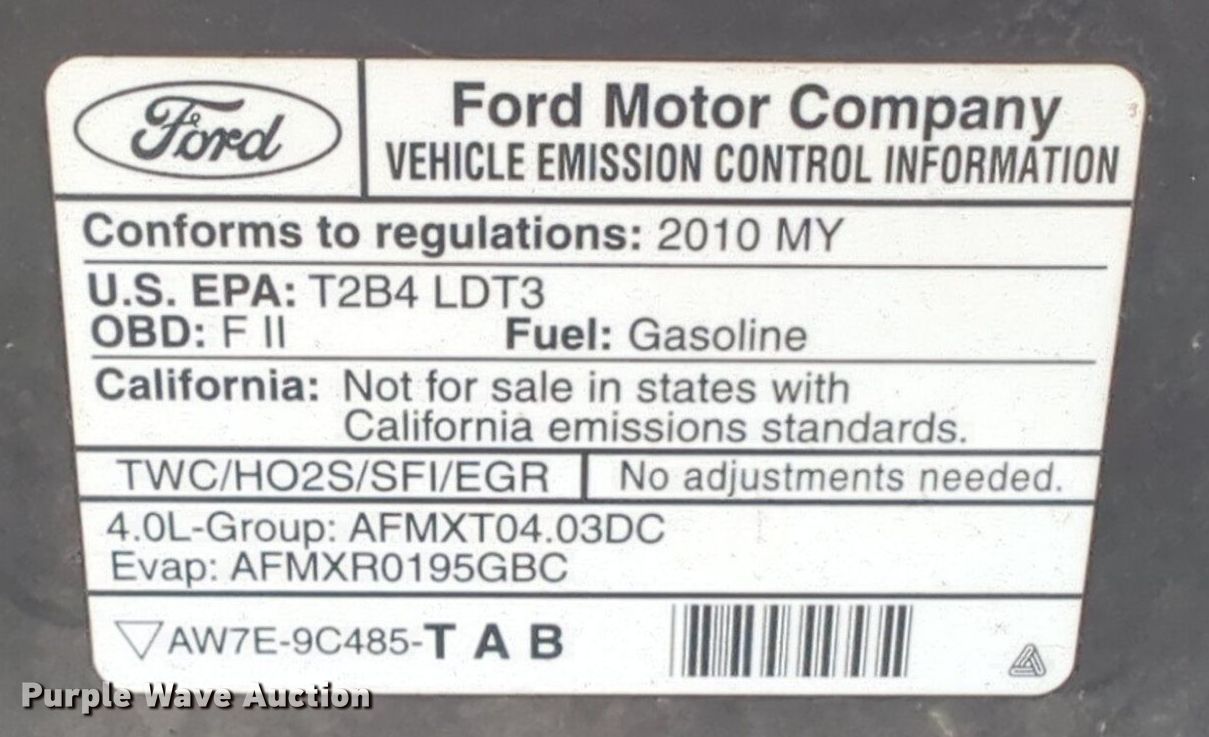 Ford
Ford Motor Company
VEHICLE EMISSION CONTROL INFORMATION
Conforms to regulations: 2010 MY
U.S. EPA: T2B4 LDT3
OBD: F II Fuel: Gasoline
California: Not for sale in states with
California emissions standards.
TWC/HO2S/SFI/EGR No adjustments needed.
4.0L-Group: AFMXT04.03DC
Evap: AFMXR0195GBC
AW7E-9C485-T A B
Purple Wave Auction